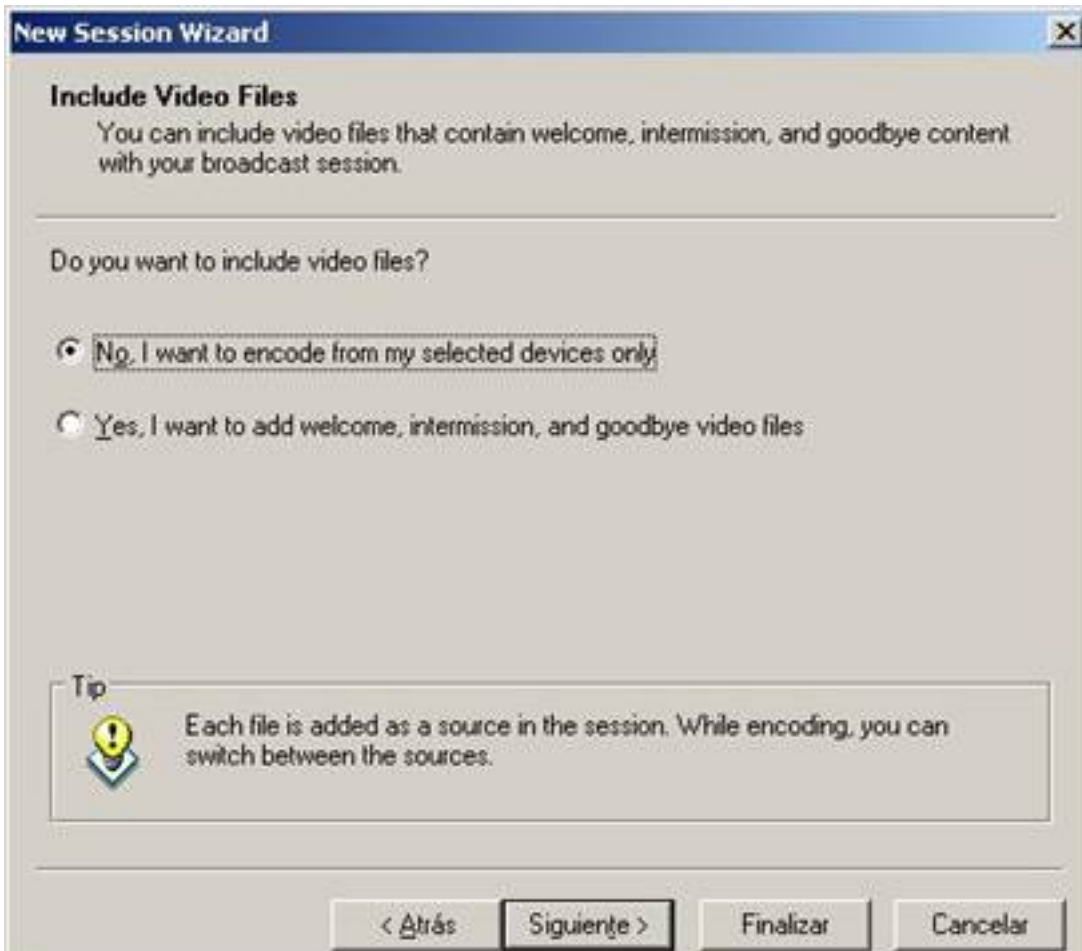 New Session Wizard
Include Video Files
You can include video files that contain welcome, intermission, and goodbye content
with your broadcast session.
Do you want to include video files?
No, I want to encode from my selected devices only
Yes, I want to add welcome, intermission, and goodbye video files
Tip
Each file is added as a source in the session. While encoding, you can
switch between the sources.
< Atrás Siguiente > Finalizar Cancelar